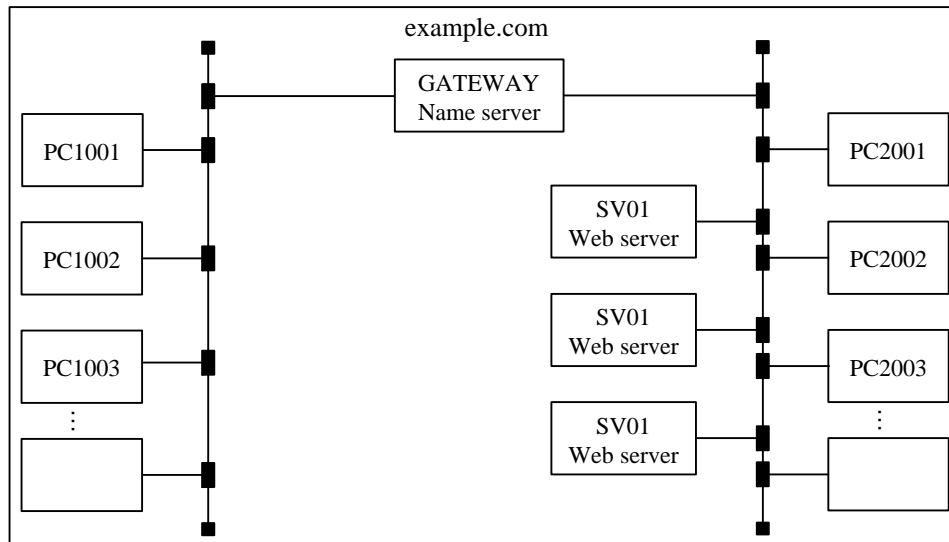 example.com
GATEWAY
Name server
PC1001
PC2001
SV01
Web server
PC1002
PC2002
SV01
Web server
PC1003
PC2003
SV01
Web server